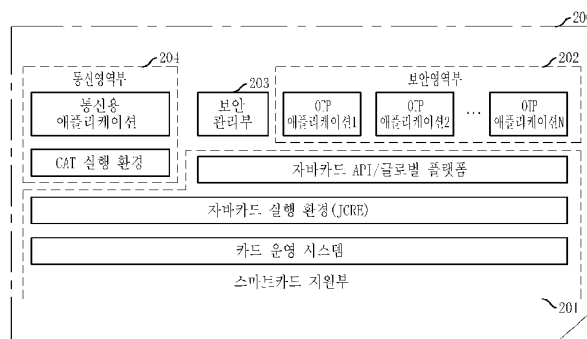 20
204
202
통신영역부
203
보안영역부
통신용
애플리케이션
보안
관리부
OTP
애플리케이션1
OTP
애플리케이션2
...
OTP
애플리케이션N
CAT 실행 환경
자바카드 API/글로벌 플랫폼
자바카드 실행 환경(JCRE)
카드 운영 시스템
스마트카드 지원부
201